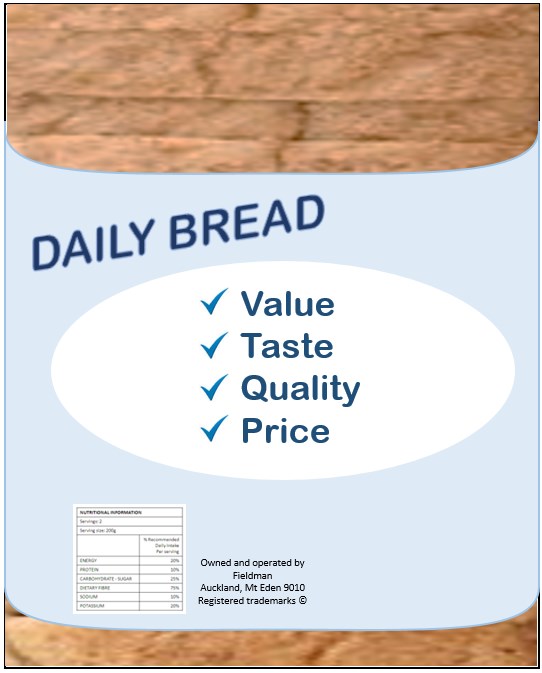 DAILY BREAD
Value
Taste
Quality
Price
NUTRITIONAL INFORMATION
Servings: 2
Serving size: 200g
% Recommended
Daily Intake
Per serving
ENERGY 20%
PROTEIN 10%
CARBOHYDRATE - SUGAR 25%
DIETARY FIBRE 75%
SODIUM 10%
POTASSIUM 20%
Owned and operated by
Fieldman
Auckland, Mt Eden 9010
Registered trademarks ©